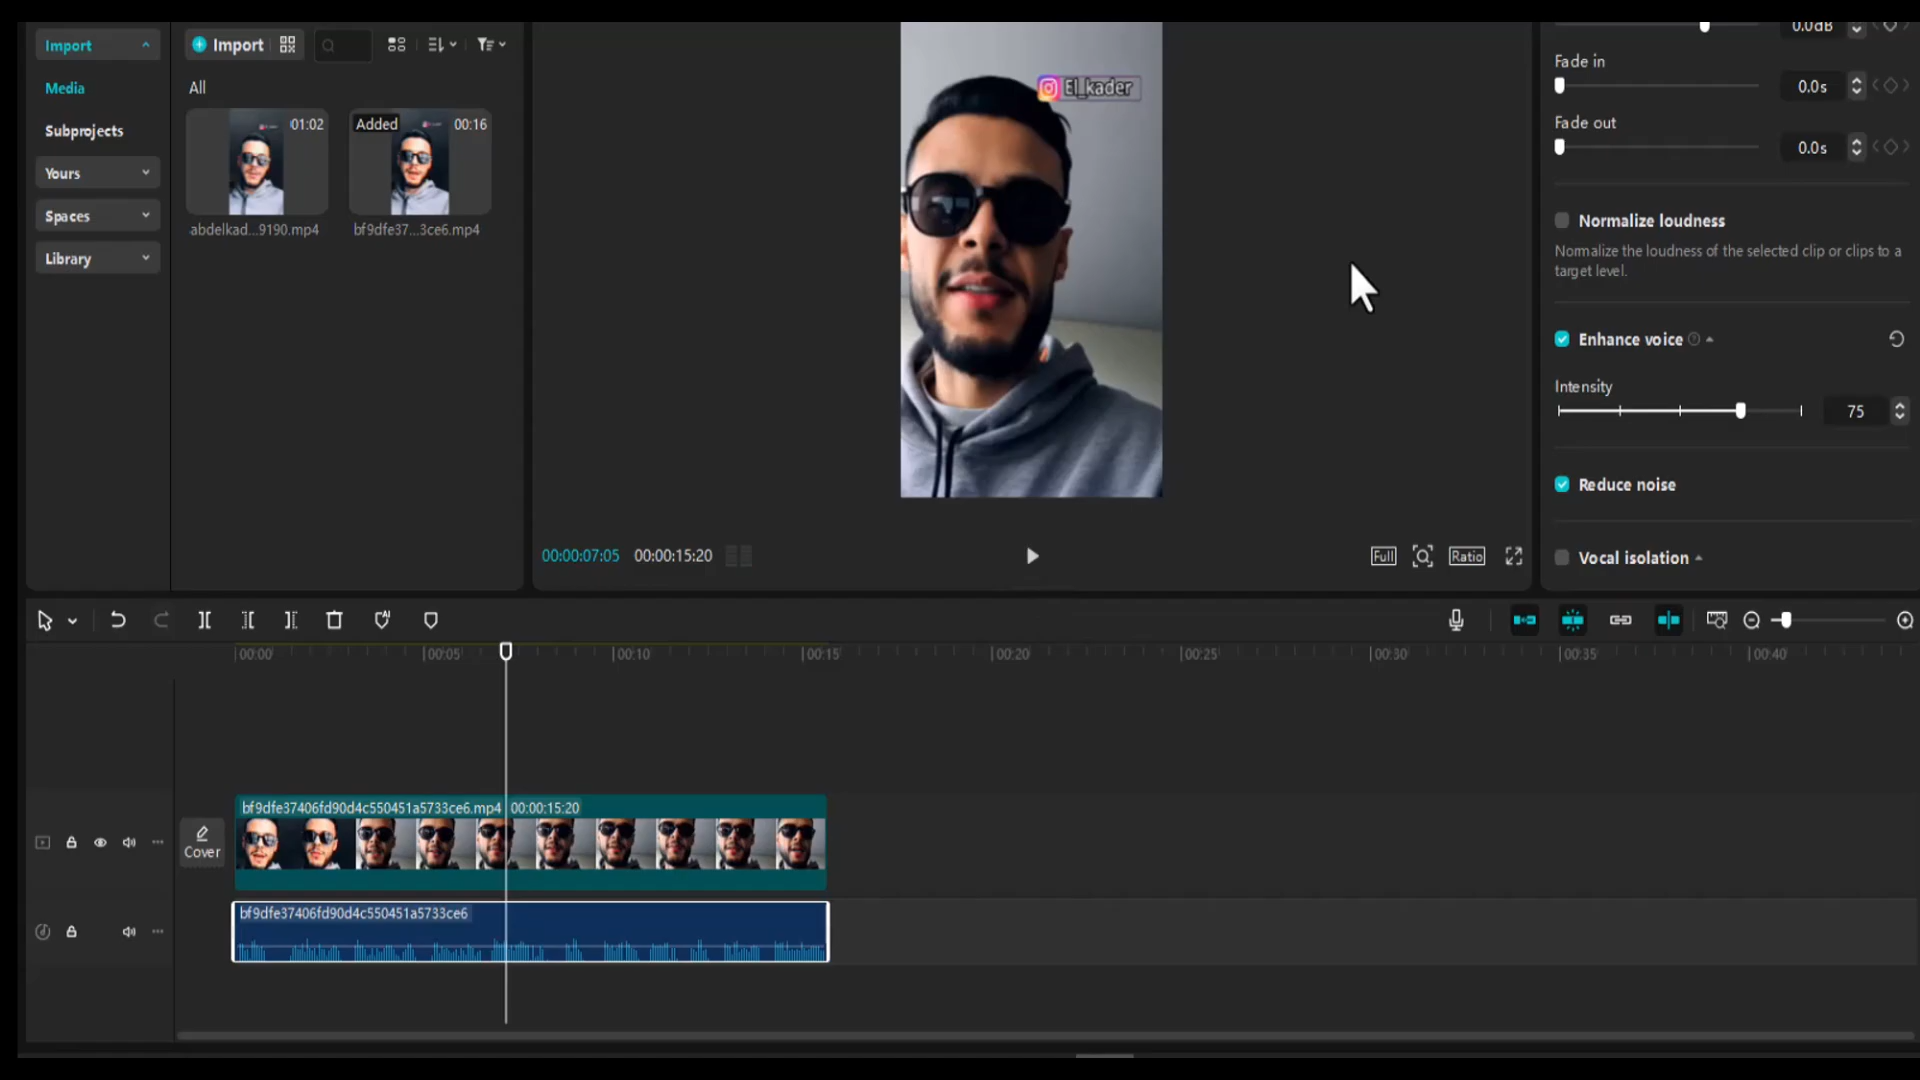 Import
Media
Subprojects
Yours
Spaces
Library
Import
All
01:02
abdelkad...9190.mp4
Added
00:16
bf9dfe37...3ce6.mp4
El_kader
00:00:07:05
00:00:15:20
Full
Ratio
0.0dB
Fade in
0.0s
Fade out
0.0s
Normalize loudness
Normalize the loudness of the selected clip or clips to a
target level.
Enhance voice
Intensity
75
Reduce noise
Vocal isolation
00:00
00:05
00:10
00:15
00:20
00:25
00:30
00:35
00:40
Cover
bf9dfe37406fd90d4c550451a5733ce6.mp4 00:00:15:20
bf9dfe37406fd90d4c550451a5733ce6